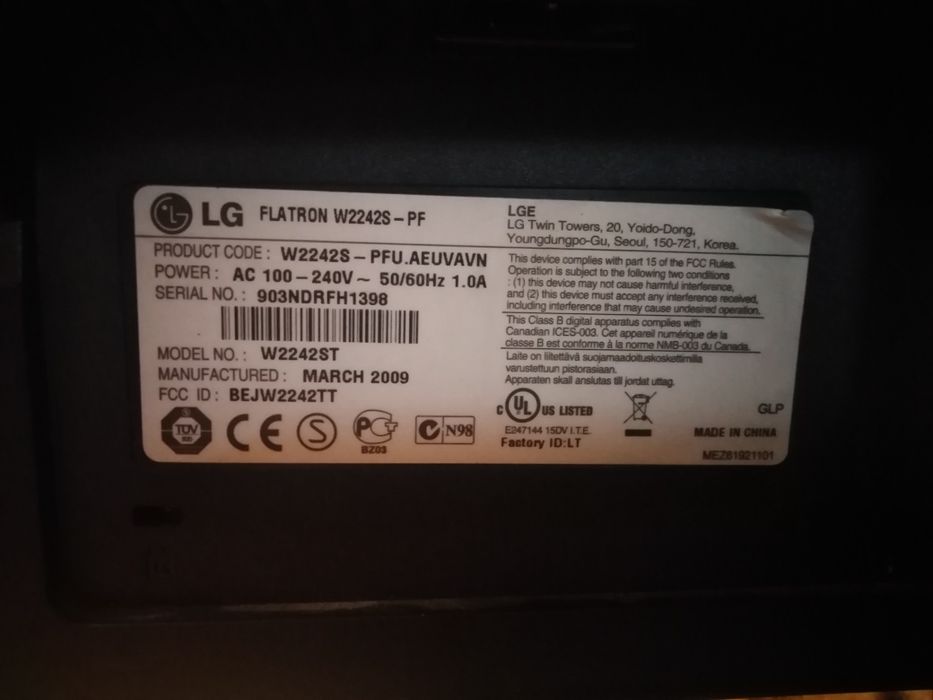 LG FLATRON W2242S-PF
PRODUCT CODE : W2242S-PFU.AEUVAVN
POWER : AC 100-240V~ 50/60Hz 1.0A
SERIAL NO. : 903NDRFH1398
MODEL NO. : W2242ST
MANUFACTURED : MARCH 2009
FCC ID : BEJW2242TT
TÜV
CE
S
PCT
BZ03
N98
LGE
LG Twin Towers, 20, Yoido-Dong,
Youngdungpo-Gu, Seoul, 150-721, Korea.
This device complies with part 15 of the FCC Rules.
Operation is subject to the following two conditions
: (1) this device may not cause harmful interference,
and (2) this device must accept any interference received,
including interference that may cause undesired operation.
This Class B digital apparatus complies with
Canadian ICES-003. Cet appareil numérique de la
classe B est conforme à la norme NMB-003 du Canada.
Laite on liitettävä suojamaadoituskoskettimilla
varustettuun pistorasiaan.
Apparaten skall anslutas till jordat uttag.
C UL US LISTED
E247144 15DV I.T.E.
Factory ID:LT
GLP
MADE IN CHINA
MEZ61921101